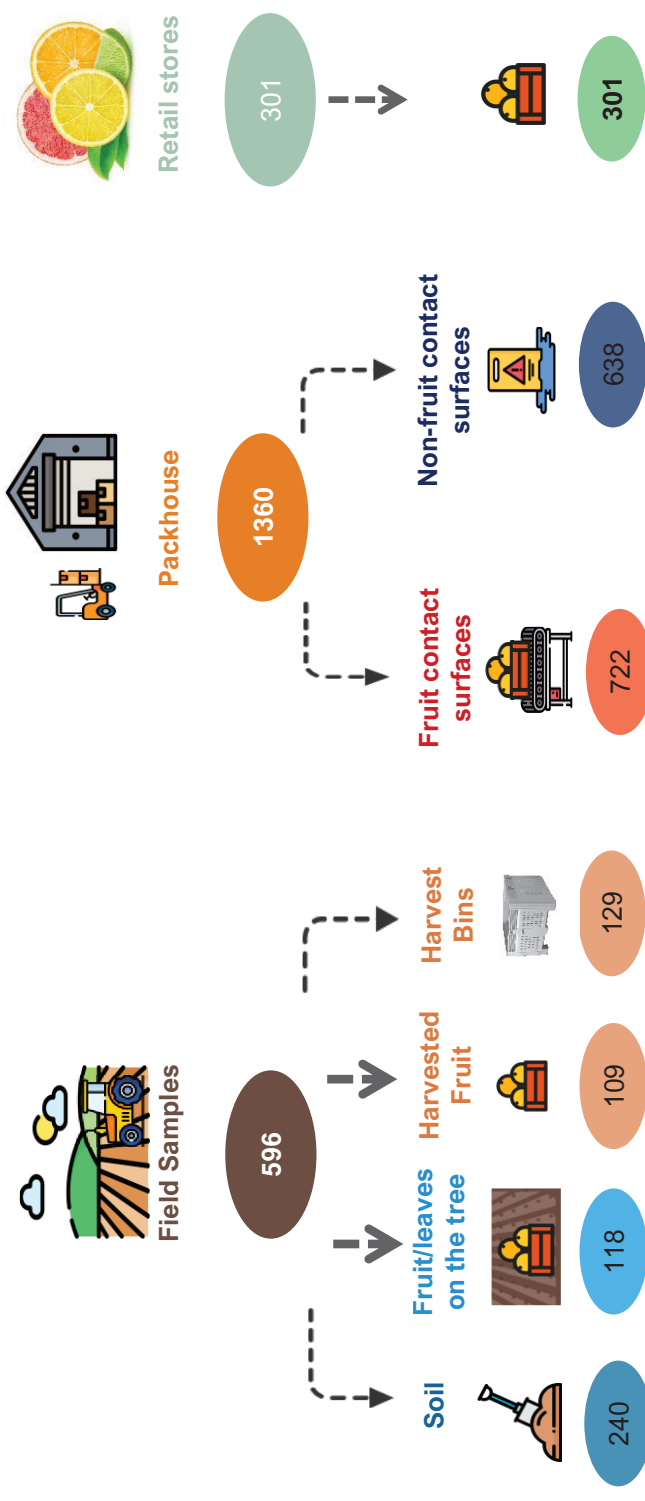 Field Samples
596
Soil
240
Fruit/leaves
on the tree
118
Harvested
Fruit
109
Harvest
Bins
129
Packhouse
1360
Fruit contact
surfaces
722
Non-fruit contact
surfaces
638
Retail stores
301
301